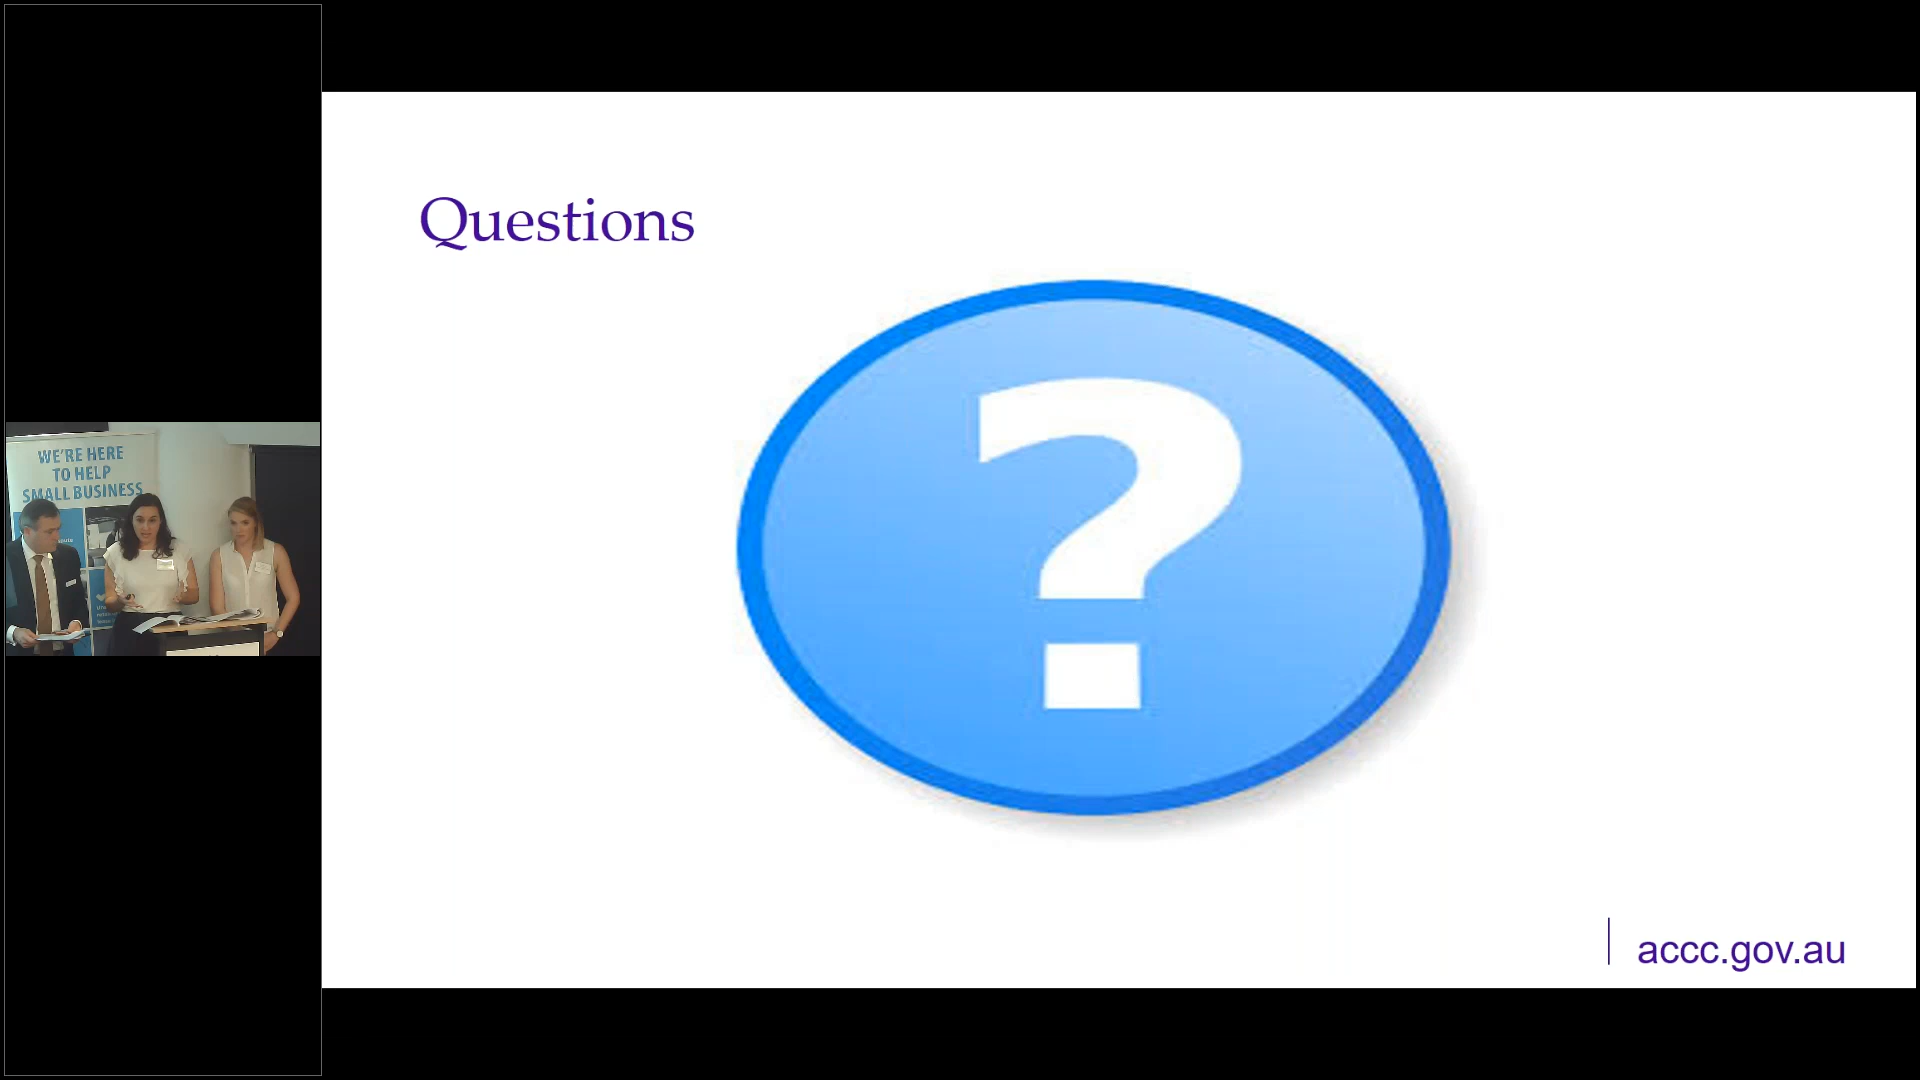 WE'RE HERE
TO HELP
SMALL BUSINESS
Questions
?
accc.gov.au